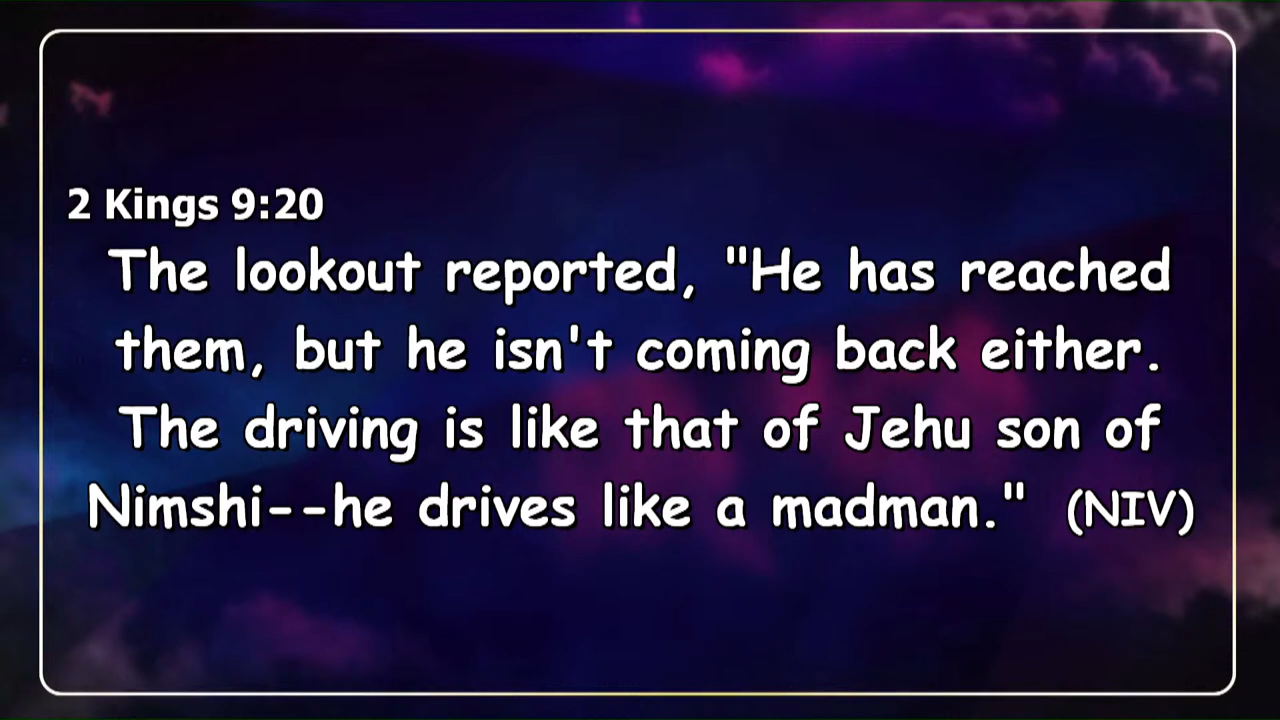 2 Kings 9:20
The lookout reported, "He has reached
them, but he isn't coming back either.
The driving is like that of Jehu son of
Nimshi--he drives like a madman." (NIV)